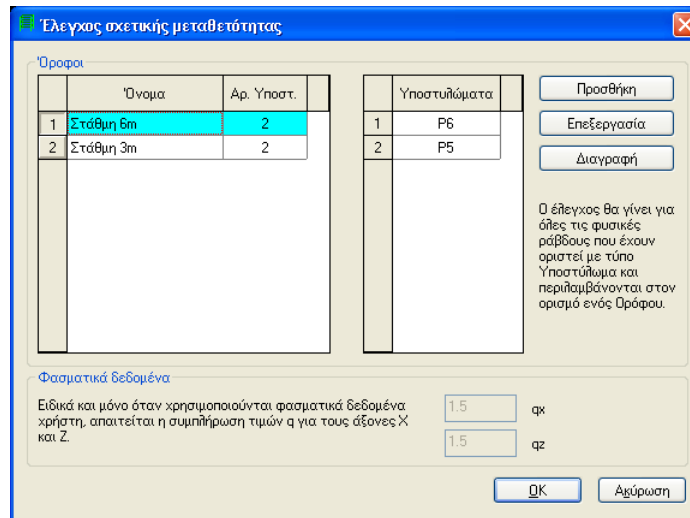 Έλεγχος σχετικής μεταθετότητας
Όροφοι
Όνομα Αρ. Υποστ.
1 Στάθμη 6m 2
2 Στάθμη 3m 2
Υποστυλώματα
1 P6
2 P5
Προσθήκη
Επεξεργασία
Διαγραφή
Ο έλεγχος θα γίνει για
όλες τις φυσικές
ράβδους που έχουν
οριστεί με τύπο
Υποστύλωμα και
περιλαμβάνονται στον
ορισμό ενός Ορόφου.
Φασματικά δεδομένα
Ειδικά και μόνο όταν χρησιμοποιούνται φασματικά δεδομένα
χρήστη, απαιτείται η συμπλήρωση τιμών q για τους άξονες X
και Z.
1.5 qx
1.5 qz
OK Ακύρωση